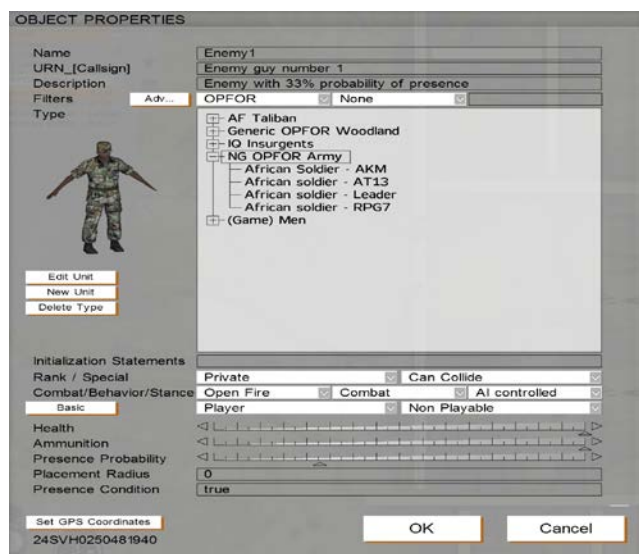 OBJECT PROPERTIES
Name Enemy1
URN_[Callsign] Enemy guy number 1
Description Enemy with 33% probability of presence
Filters Adv... OPFOR None
Type
AF Taliban
Generic OPFOR Woodland
IQ Insurgents
NG OPFOR Army
African Soldier - AKM
African soldier - AT13
African soldier - Leader
African soldier - RPG7
(Game) Men
Edit Unit
New Unit
Delete Type
Initialization Statements
Rank / Special Private Can Collide
Combat/Behavior/Stance Open Fire Combat AI controlled
Basic Player Non Playable
Health
Ammunition
Presence Probability
Placement Radius 0
Presence Condition true
Set GPS Coordinates OK Cancel
24SVH0250481940